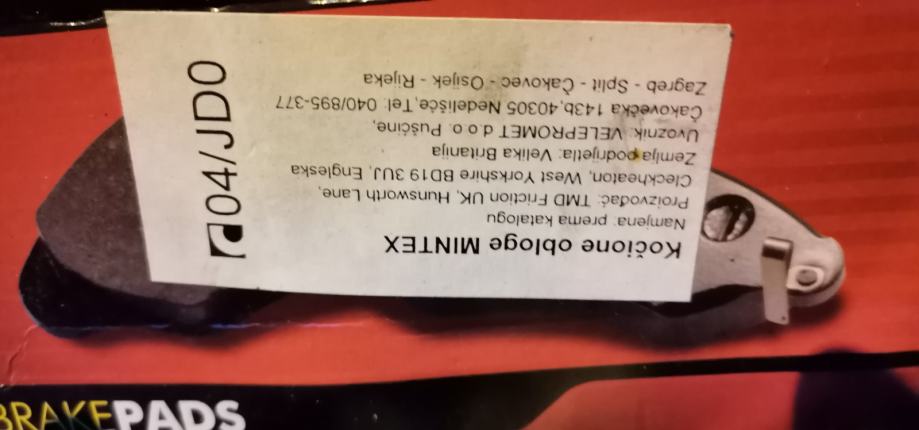 Kočione obloge MINTEX
Namjena: prema katalogu
Proizvođač: TMD Friction UK, Hunsworth Lane,
Cleckheaton, West Yorkshire BD19 3UJ, Engleska
Zemlja podrijetla: Velika Britanija
Uvoznik: VELEPROMET d.o.o. Pušćine,
Čakovečka 143b,40305 Nedelišće,Tel: 040/895-377
Zagreb - Split - Čakovec - Osijek - Rijeka
04/JD0
BRAKEPADS